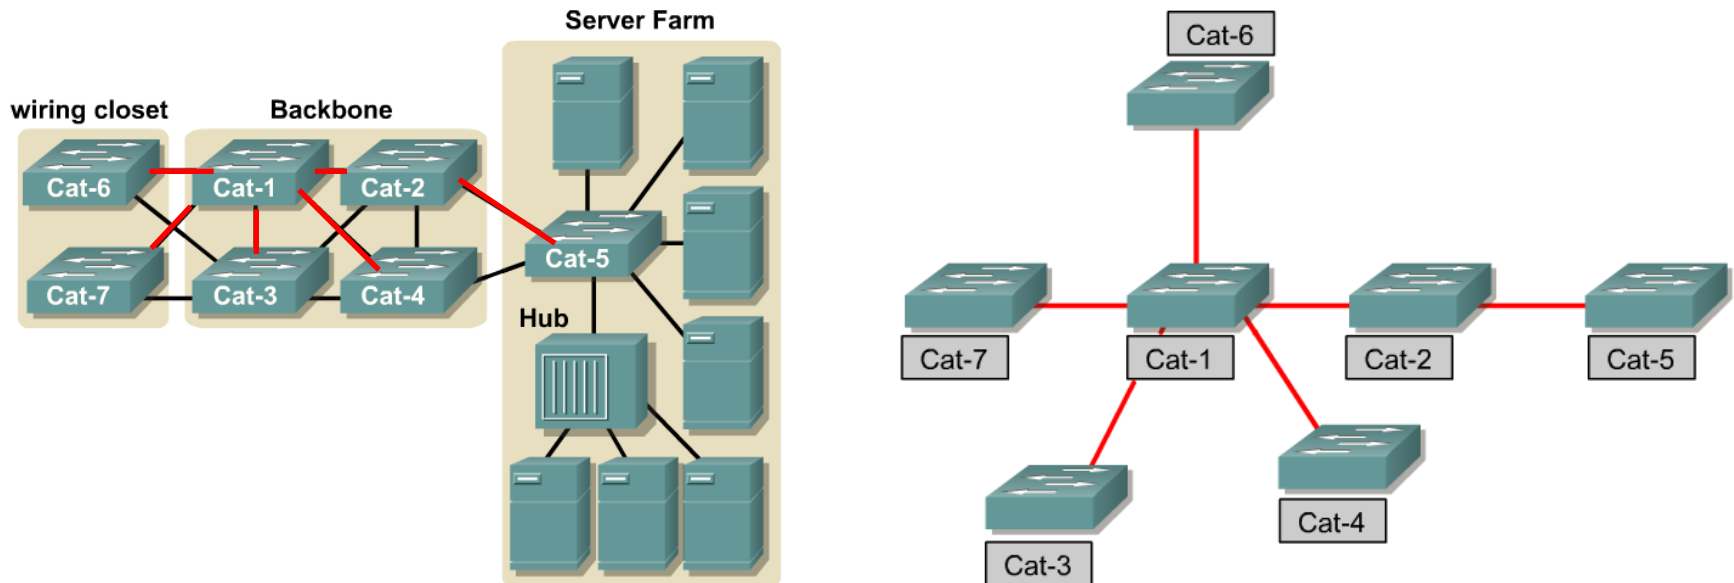 Server Farm
wiring closet
Backbone
Cat-6
Cat-1
Cat-2
Cat-7
Cat-3
Cat-4
Cat-5
Hub
Cat-6
Cat-7
Cat-1
Cat-2
Cat-5
Cat-4
Cat-3